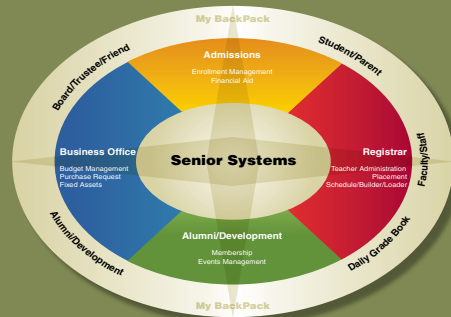 My BackPack
Board/Trustee/Friend
Student/Parent
Admissions
Enrollment Management
Financial Aid
Business Office
Budget Management
Purchase Request
Fixed Assets
Senior Systems
Registrar
Teacher Administration
Placement
Schedule/Builder/Loader
Faculty/Staff
Alumni/Development
Membership
Events Management
Alumni/Development
Daily Grade Book
My BackPack